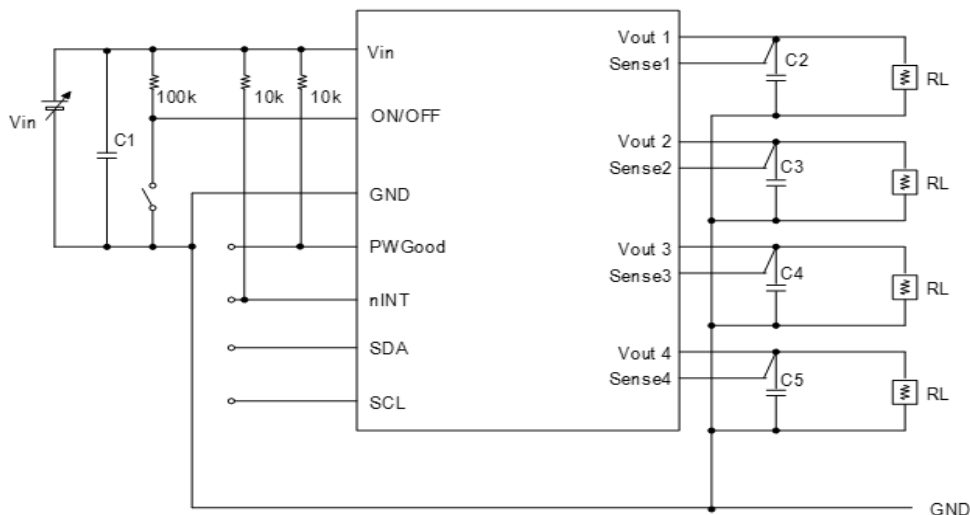 Vin
C1
100k
10k
10k
Vin
ON/OFF
GND
PWGood
nINT
SDA
SCL
Vout 1
Sense1
Vout 2
Sense2
Vout 3
Sense3
Vout 4
Sense4
C2
RL
C3
RL
C4
RL
C5
RL
GND